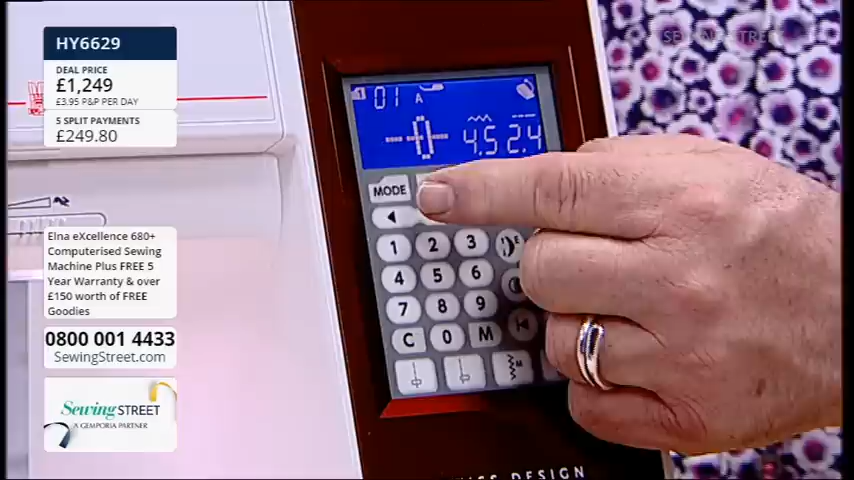 HY6629
DEAL PRICE
£1,249
£3.95 P&P PER DAY
5 SPLIT PAYMENTS
£249.80
Elna eXcellence 680+
Computerised Sewing
Machine Plus FREE 5
Year Warranty & over
£150 worth of FREE
Goodies
0800 001 4433
SewingStreet.com
Sewing STREET
A GEMPORIA PARTNER
SEWING STREET
1 01 A
4.5 2.4
MODE
1 2 3
4 5 6
7 8 9
C 0 M
M
DESIGN